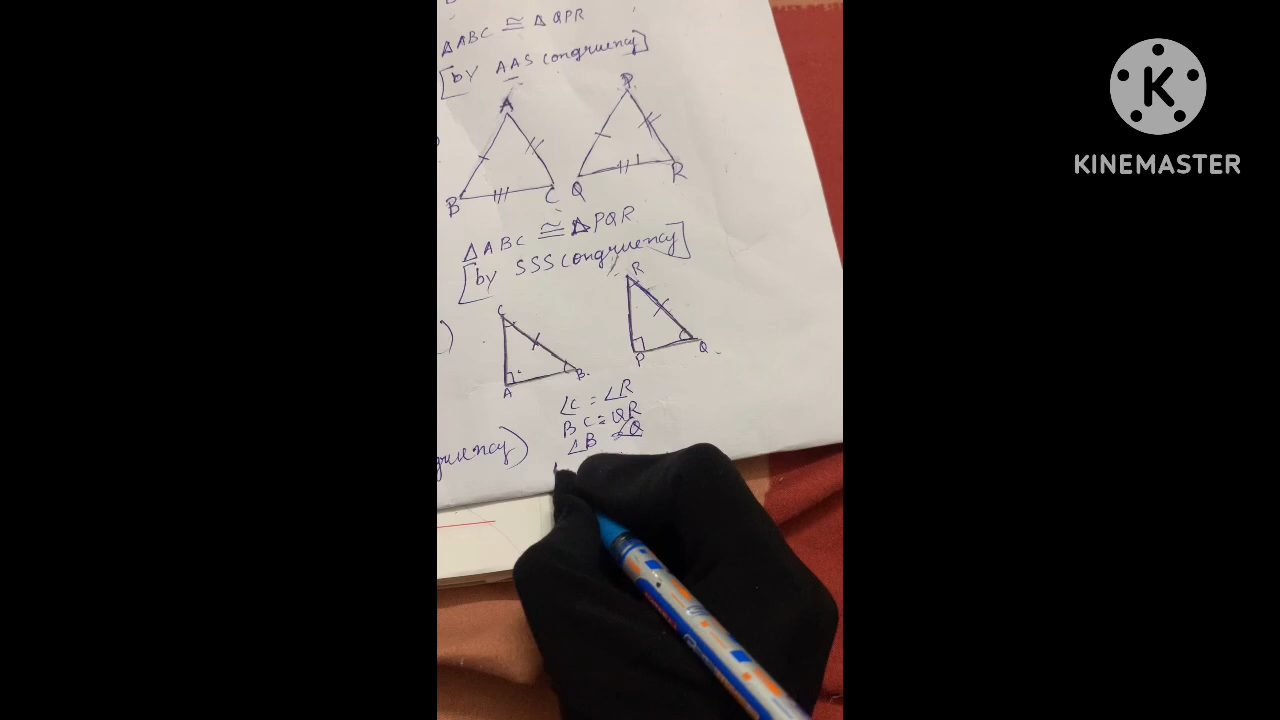 △ABC ≅ △QPR
[by AAS congruency]
A
P
B
C
Q
R
△ABC ≅ △PQR
[by SSS congruency]
)
C
A
B.
R
P
Q
∠C = ∠R
BC = QR
∠B = ∠Q
gruency)
K
KINEMASTER